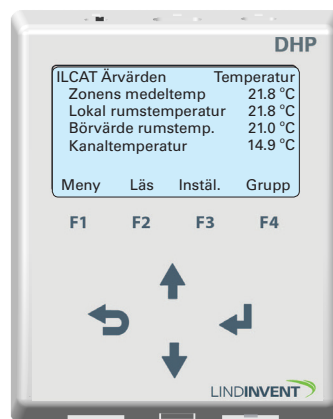 DHP
ILCAT Ärvärden Temperatur
Zonens medeltemp 21.8 °C
Lokal rumstemperatur 21.8 °C
Börvärde rumstemp. 21.0 °C
Kanaltemperatur 14.9 °C
Meny Läs Instäl. Grupp
F1 F2 F3 F4
LINDINVENT